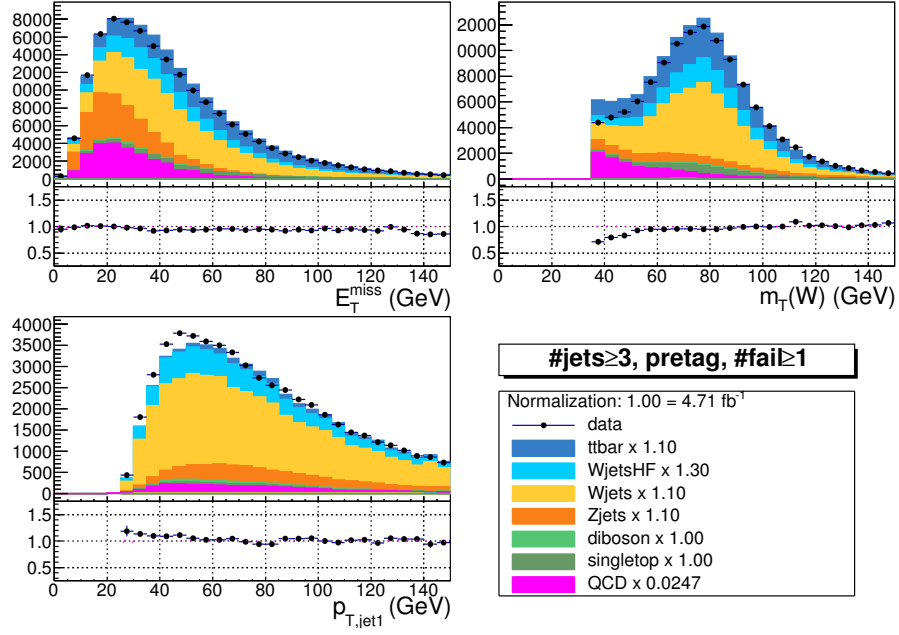 8000
6000
4000
2000
0000
8000
6000
4000
2000
0
1.5
1.0
0.5
0 20 40 60 80 100 120 140
E_T^miss (GeV)
2000
0000
8000
6000
4000
2000
0
1.5
1.0
0.5
0 20 40 60 80 100 120 140
m_T(W) (GeV)
4000
3500
3000
2500
2000
1500
1000
500
0
1.5
1.0
0.5
0 20 40 60 80 100 120 140
p_T,jet1 (GeV)
#jets≥3, pretag, #fail≥1
Normalization: 1.00 = 4.71 fb⁻¹
data
ttbar x 1.10
WjetsHF x 1.30
Wjets x 1.10
Zjets x 1.10
diboson x 1.00
singletop x 1.00
QCD x 0.0247